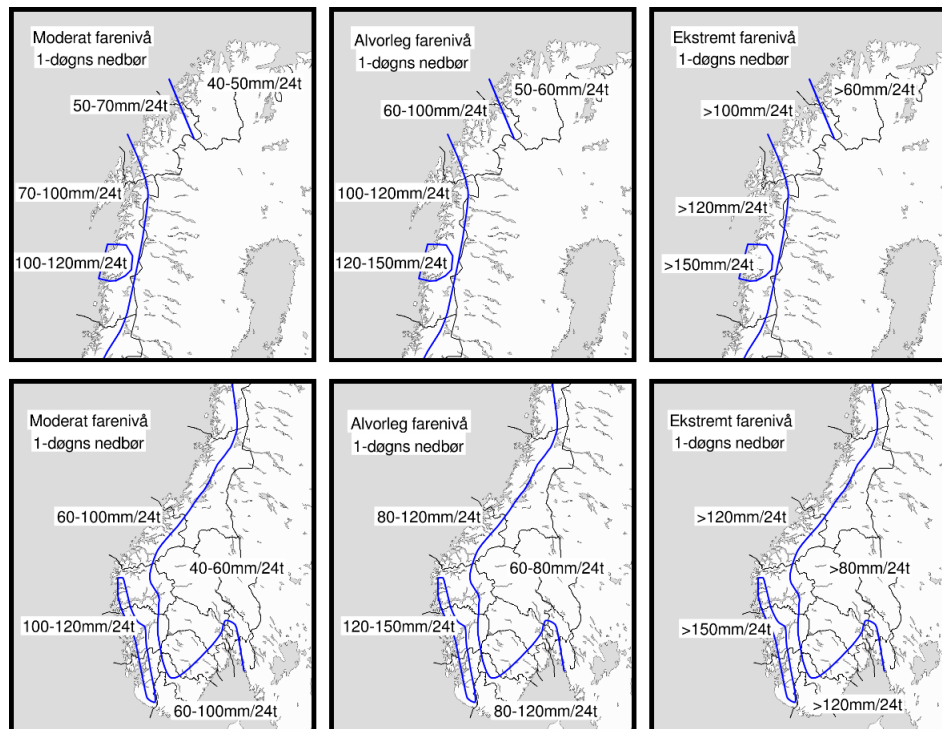 Moderat farenivå
1-døgns nedbør
40-50mm/24t
50-70mm/24t
70-100mm/24t
100-120mm/24t
Alvorleg farenivå
1-døgns nedbør
50-60mm/24t
60-100mm/24t
100-120mm/24t
120-150mm/24t
Ekstremt farenivå
1-døgns nedbør
>60mm/24t
>100mm/24t
>120mm/24t
>150mm/24t
Moderat farenivå
1-døgns nedbør
60-100mm/24t
40-60mm/24t
100-120mm/24t
60-100mm/24t
Alvorleg farenivå
1-døgns nedbør
80-120mm/24t
60-80mm/24t
120-150mm/24t
80-120mm/24t
Ekstremt farenivå
1-døgns nedbør
>120mm/24t
>80mm/24t
>150mm/24t
>120mm/24t